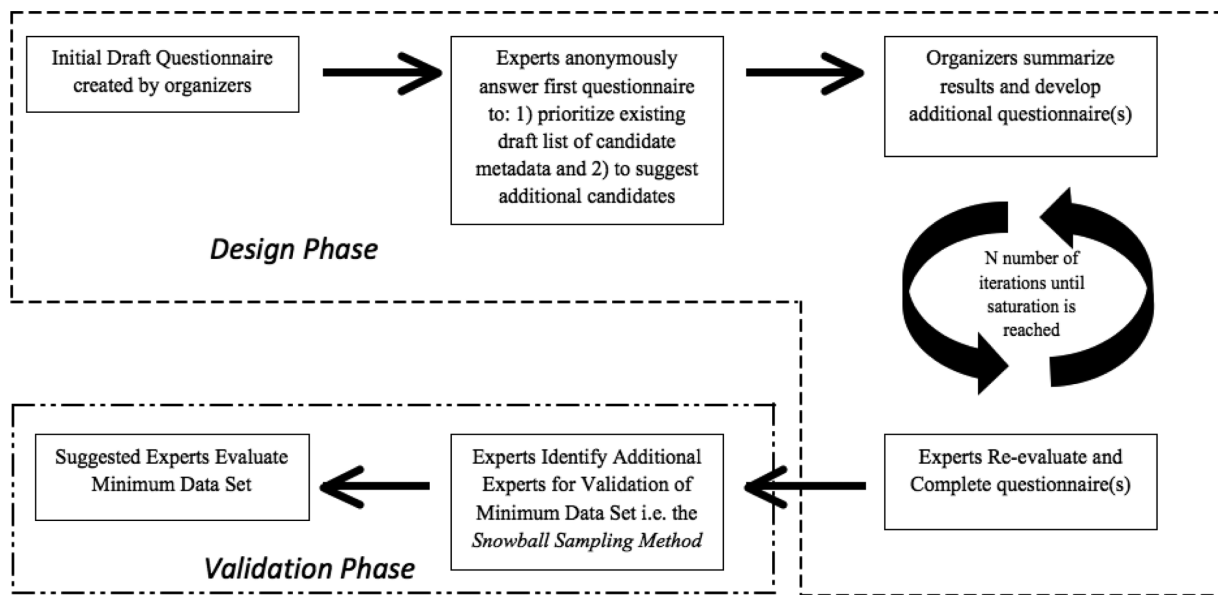 Initial Draft Questionnaire
created by organizers
Experts anonymously
answer first questionnaire
to: 1) prioritize existing
draft list of candidate
metadata and 2) to suggest
additional candidates
Organizers summarize
results and develop
additional questionnaire(s)
Design Phase
N number of
iterations until
saturation is
reached
Suggested Experts Evaluate
Minimum Data Set
Experts Identify Additional
Experts for Validation of
Minimum Data Set i.e. the
Snowball Sampling Method
Experts Re-evaluate and
Complete questionnaire(s)
Validation Phase